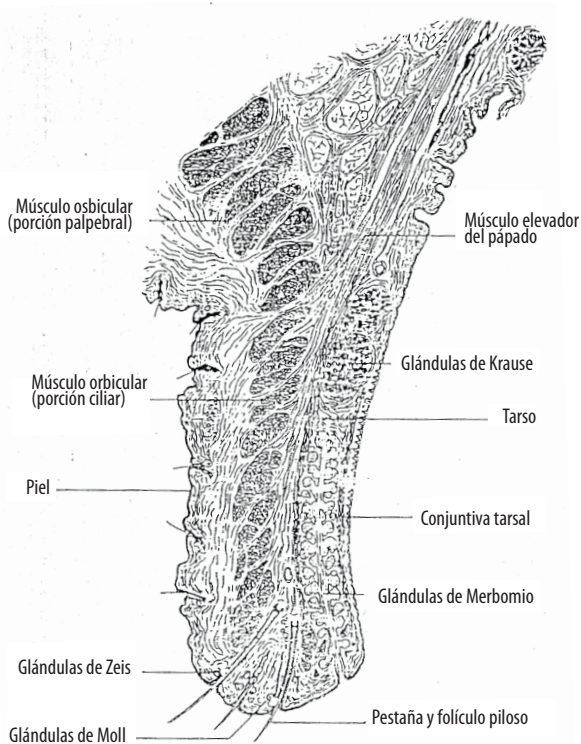 Músculo osbicular
(porción palpebral)
Músculo elevador
del pápado
Glándulas de Krause
Músculo orbicular
(porción ciliar)
Tarso
Piel
Conjuntiva tarsal
Glándulas de Merbomio
Glándulas de Zeis
Pestaña y folículo piloso
Glándulas de Moll